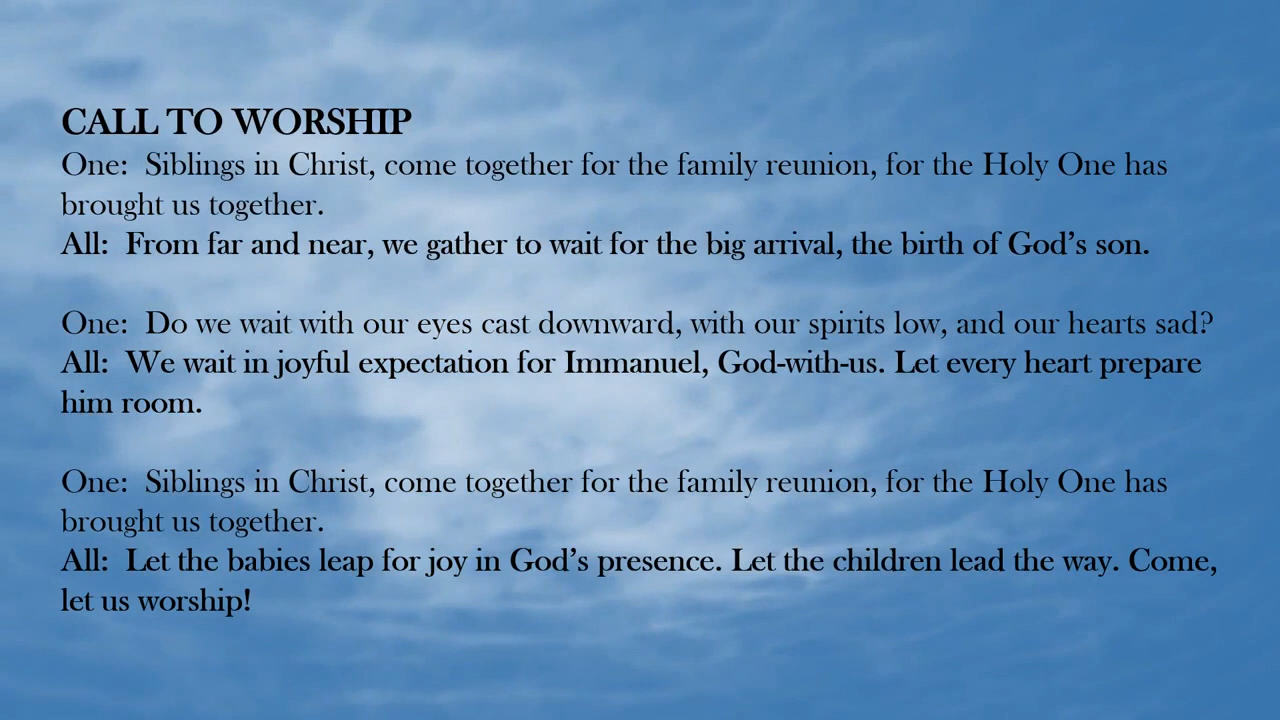 CALL TO WORSHIP
One:  Siblings in Christ, come together for the family reunion, for the Holy One has
brought us together.
All:  From far and near, we gather to wait for the big arrival, the birth of God’s son.
One:  Do we wait with our eyes cast downward, with our spirits low, and our hearts sad?
All:  We wait in joyful expectation for Immanuel, God-with-us. Let every heart prepare
him room.
One:  Siblings in Christ, come together for the family reunion, for the Holy One has
brought us together.
All:  Let the babies leap for joy in God’s presence. Let the children lead the way. Come,
let us worship!